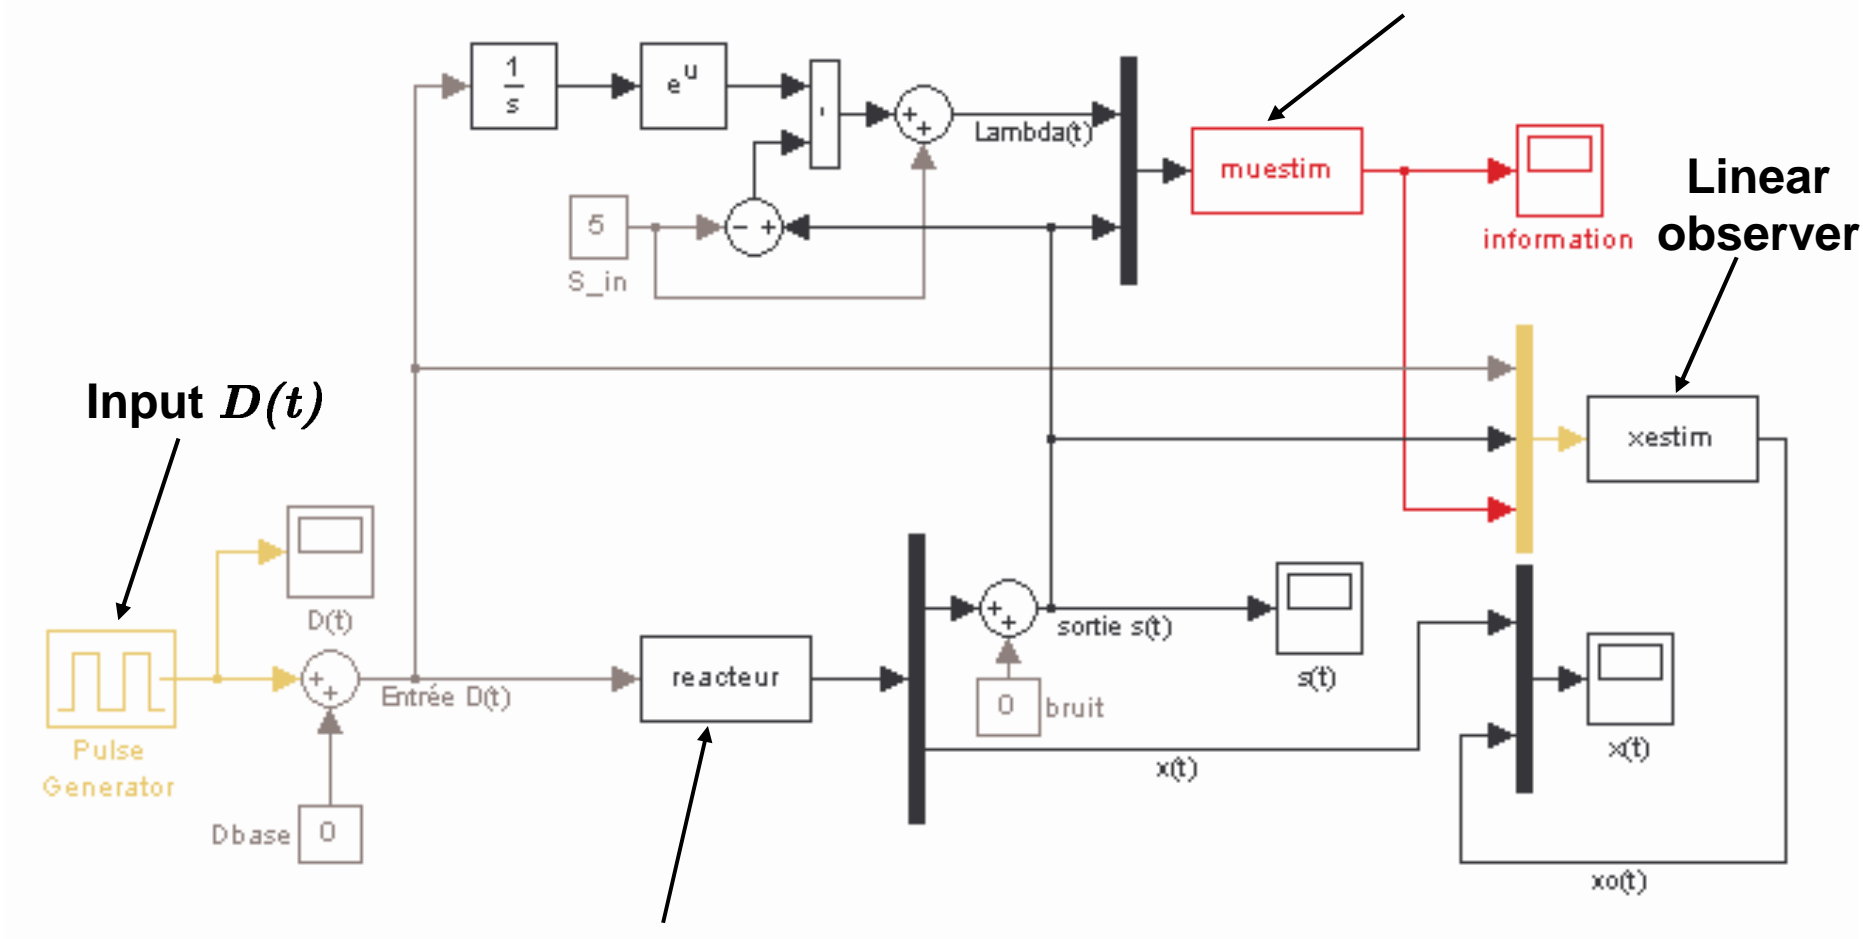 1
s
e^u
+
+
Lambda(t)
muestim
information
Linear
observer
5
S_in
- +
Input D(t)
xestim
D(t)
Pulse
Generator
+
+
Entrée D(t)
Dbase
0
reacteur
+
+
sortie s(t)
0
bruit
s(t)
x(t)
x(t)
xo(t)